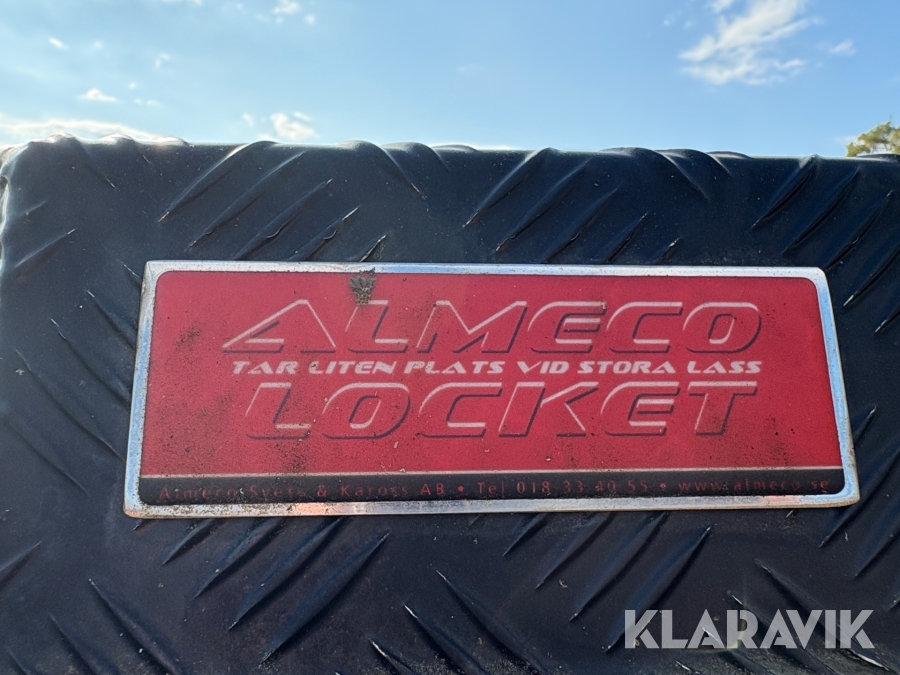 ALMECO
TAR LITEN PLATS VID STORA LASS
LOCKET
Almeco Svets & Kaross AB • Tel 018 33 40 55 • www.almeco.se
KLARAVIK